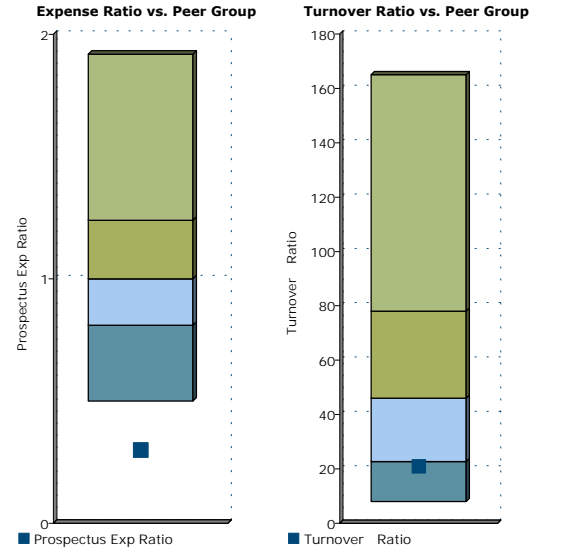 Expense Ratio vs. Peer Group
2
1
0
Prospectus Exp Ratio
Prospectus Exp Ratio
Turnover Ratio vs. Peer Group
180
160
140
120
100
80
60
40
20
0
Turnover Ratio
Turnover Ratio